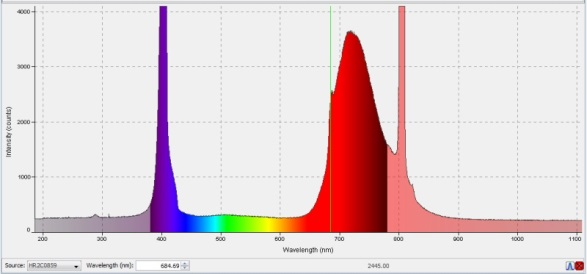 4000
3000
2000
1000
0
Intensity (counts)
200 300 400 500 600 700 800 900 1000 1100
Wavelength (nm)
Source: HR2C0859 Wavelength (nm): 684.69 2445.00